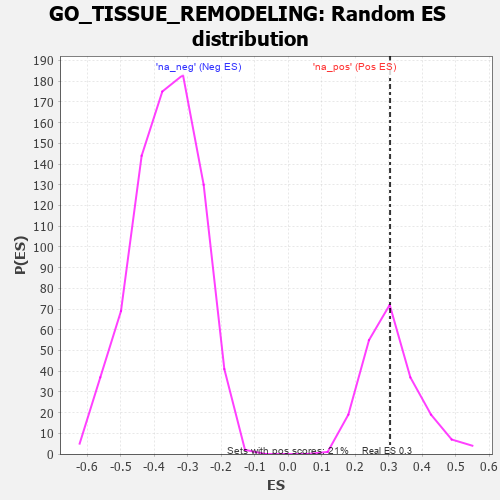 GO_TISSUE_REMODELING: Random ES
distribution
'na_neg' (Neg ES)
'na_pos' (Pos ES)
190
180
170
160
150
140
130
120
110
100
90
80
70
60
50
40
30
20
10
0
P(ES)
Sets with pos scores: 21%
Real ES 0.3
-0.6 -0.5 -0.4 -0.3 -0.2 -0.1 0.0 0.1 0.2 0.3 0.4 0.5 0.6
ES